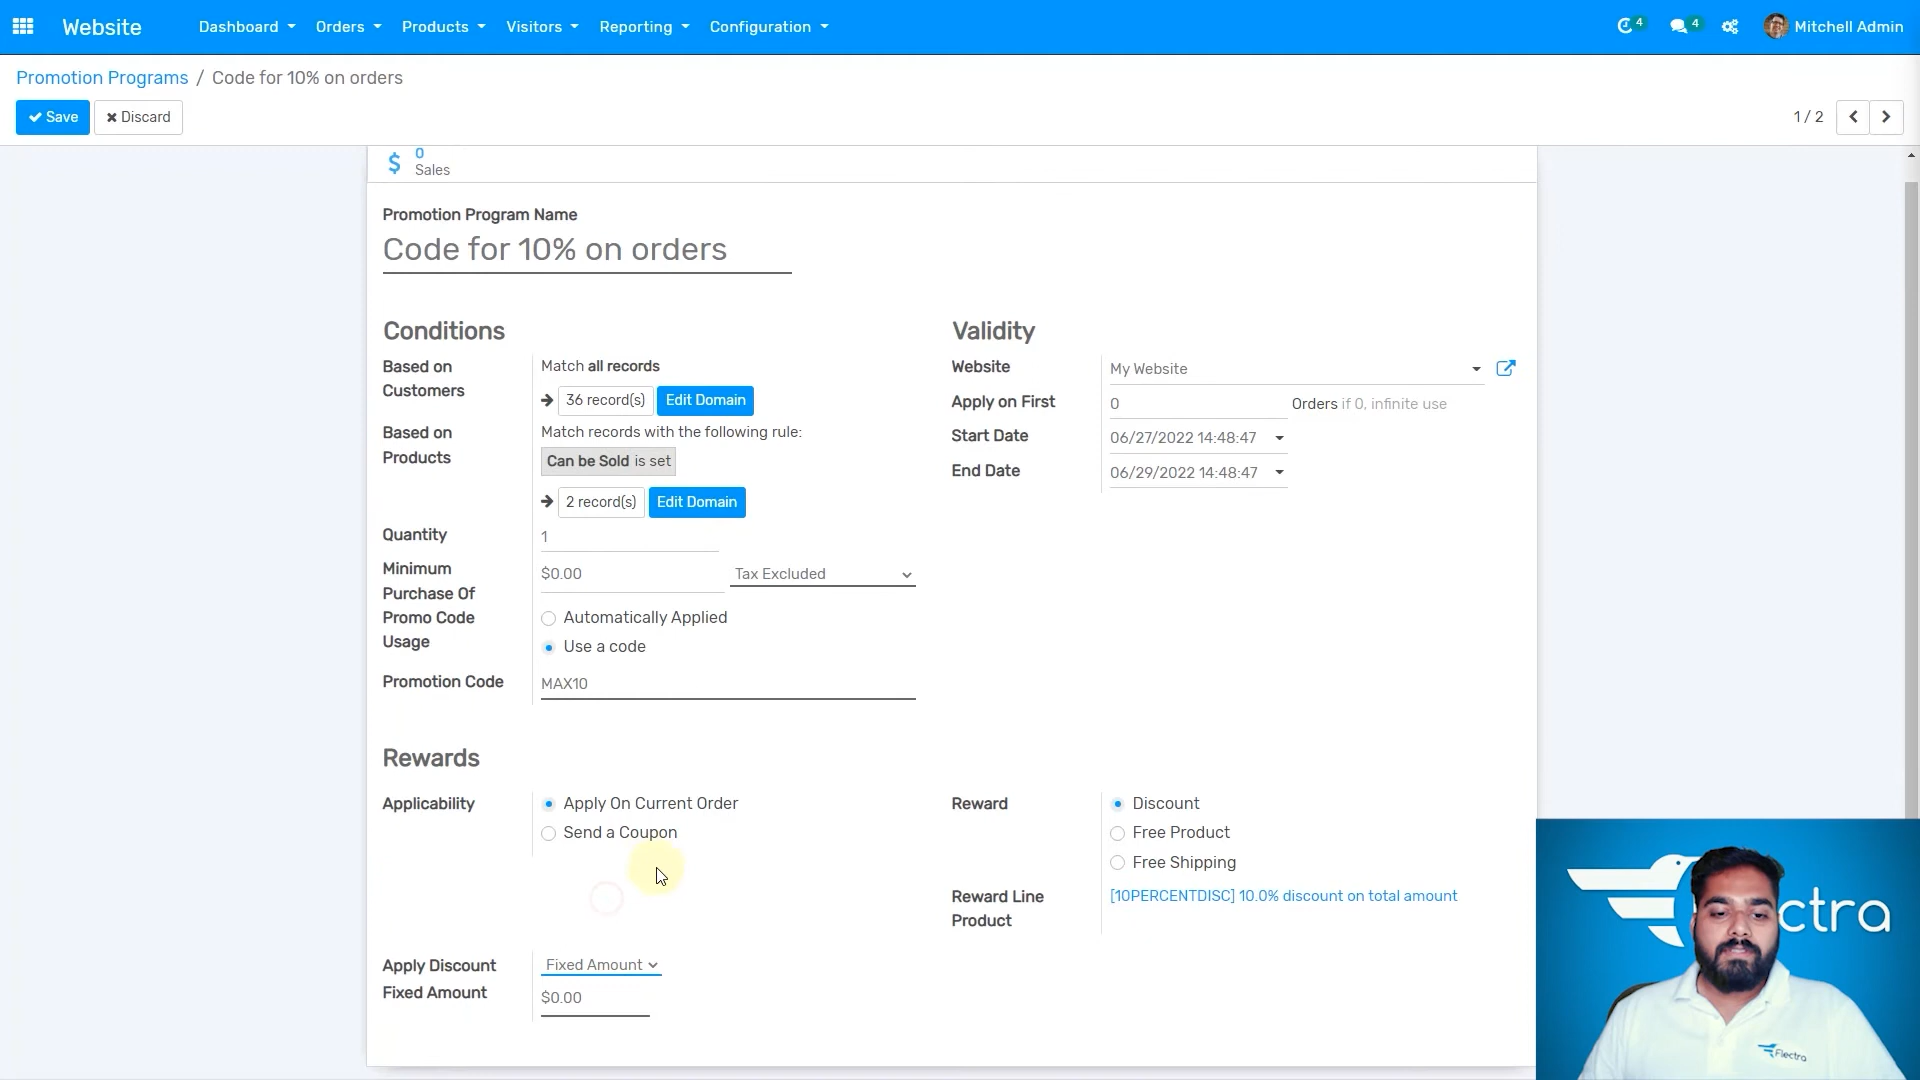 Website
Dashboard
Orders
Products
Visitors
Reporting
Configuration
4
4
Mitchell Admin
Promotion Programs / Code for 10% on orders
Save
Discard
1 / 2
$ 0
Sales
Promotion Program Name
Code for 10% on orders
Conditions
Based on Customers
Match all records
36 record(s)
Edit Domain
Based on Products
Match records with the following rule:
Can be Sold is set
2 record(s)
Edit Domain
Quantity
1
Minimum Purchase Of
$0.00
Tax Excluded
Promo Code Usage
Automatically Applied
Use a code
Promotion Code
MAX10
Validity
Website
My Website
Apply on First
0
Orders if 0, infinite use
Start Date
06/27/2022 14:48:47
End Date
06/29/2022 14:48:47
Rewards
Applicability
Apply On Current Order
Send a Coupon
Reward
Discount
Free Product
Free Shipping
Reward Line Product
[10PERCENTDISC] 10.0% discount on total amount
Apply Discount
Fixed Amount
Fixed Amount
$0.00
ectra
Flectra